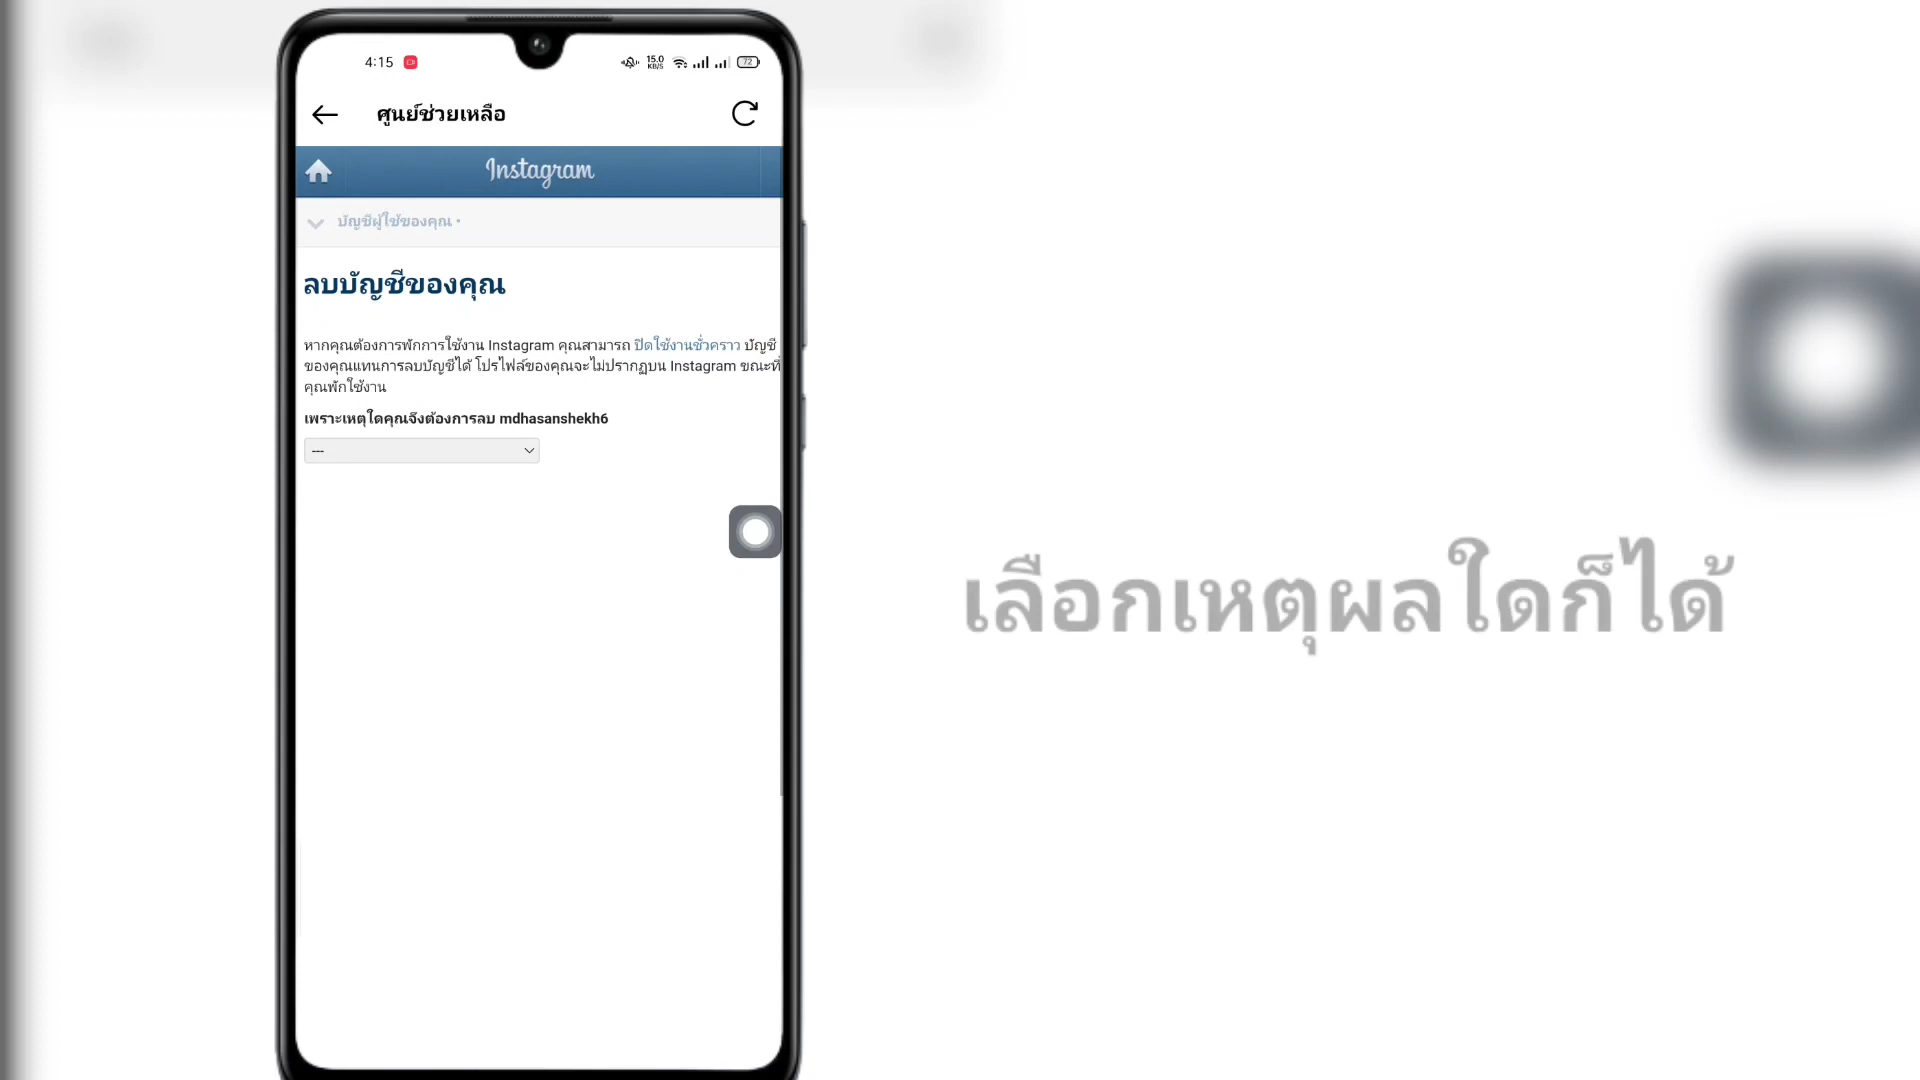 4:15
15.0
KB/S
72
ศูนย์ช่วยเหลือ
Instagram
บัญชีผู้ใช้ของคุณ •
ลบบัญชีของคุณ
หากคุณต้องการพักการใช้งาน Instagram คุณสามารถ ปิดใช้งานชั่วคราว บัญชี
ของคุณแทนการลบบัญชีได้ โปรไฟล์ของคุณจะไม่ปรากฏบน Instagram ขณะที่
คุณพักใช้งาน
เพราะเหตุใดคุณจึงต้องการลบ mdhasanshekh6
---
เลือกเหตุผลใดก็ได้